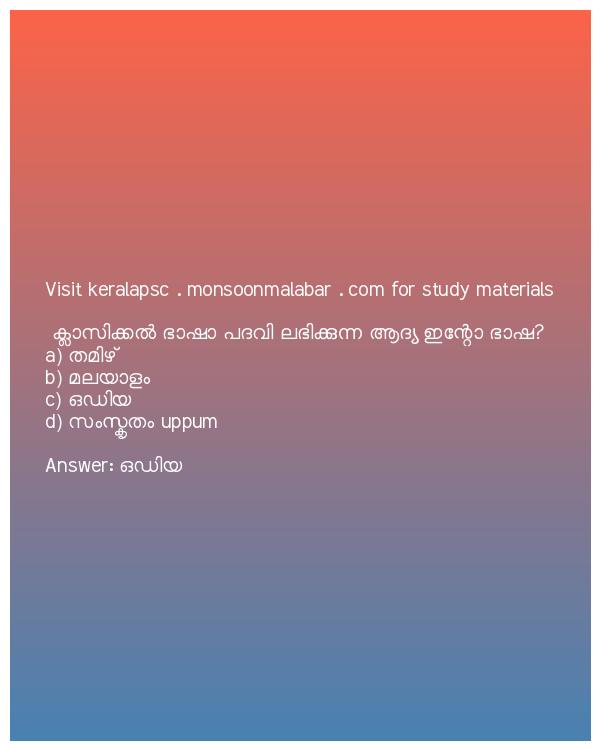 Visit keralapsc . monsoonmalabar . com for study materials
ക്ലാസിക്കൽ ഭാഷാ പദവി ലഭിക്കുന്ന ആദ്യ ഇന്റോ ഭാഷ?
a) തമിഴ്
b) മലയാളം
c) ഒഡിയ
d) സംസ്കൃതം uppum
Answer: ഒഡിയ